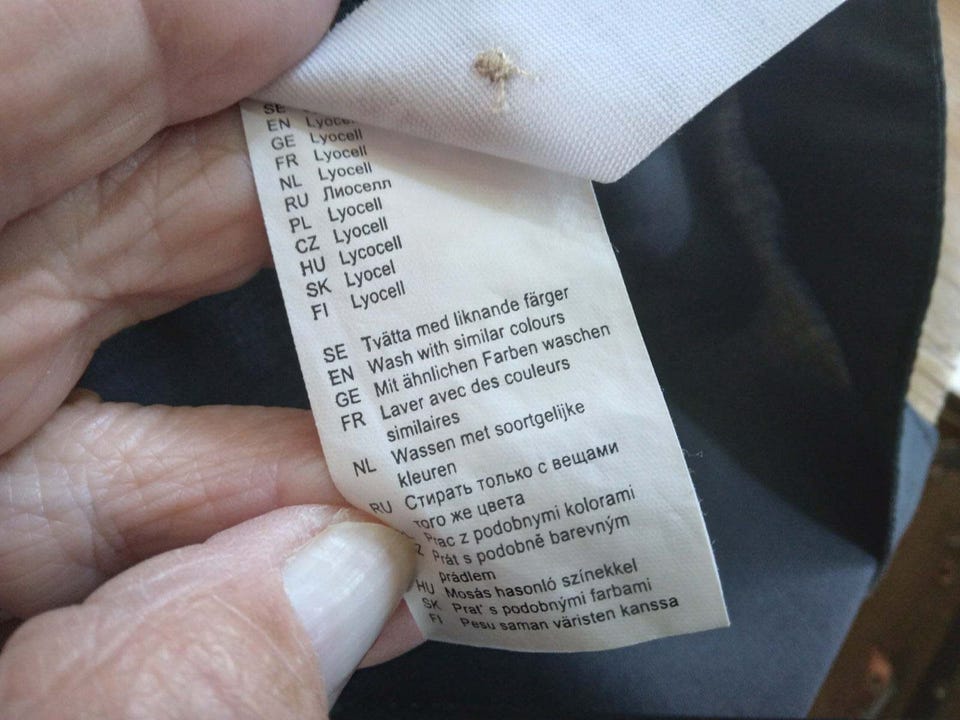 SE
EN Lyocell
GE Lyocell
FR Lyocell
NL Lyocell
RU Лиоселл
PL Lyocell
CZ Lyocell
HU Lycocell
SK Lyocel
FI Lyocell
SE Tvätta med liknande färger
EN Wash with similar colours
GE Mit ähnlichen Farben waschen
FR Laver avec des couleurs
similaires
NL Wassen met soortgelijke
kleuren
RU Стирать только с вещами
того же цвета
Prac z podobnymi kolorami
Z Prát s podobně barevným
prádlem
HU Mosás hasonló színekkel
SK Prať s podobnými farbami
FI Pesu saman väristen kanssa